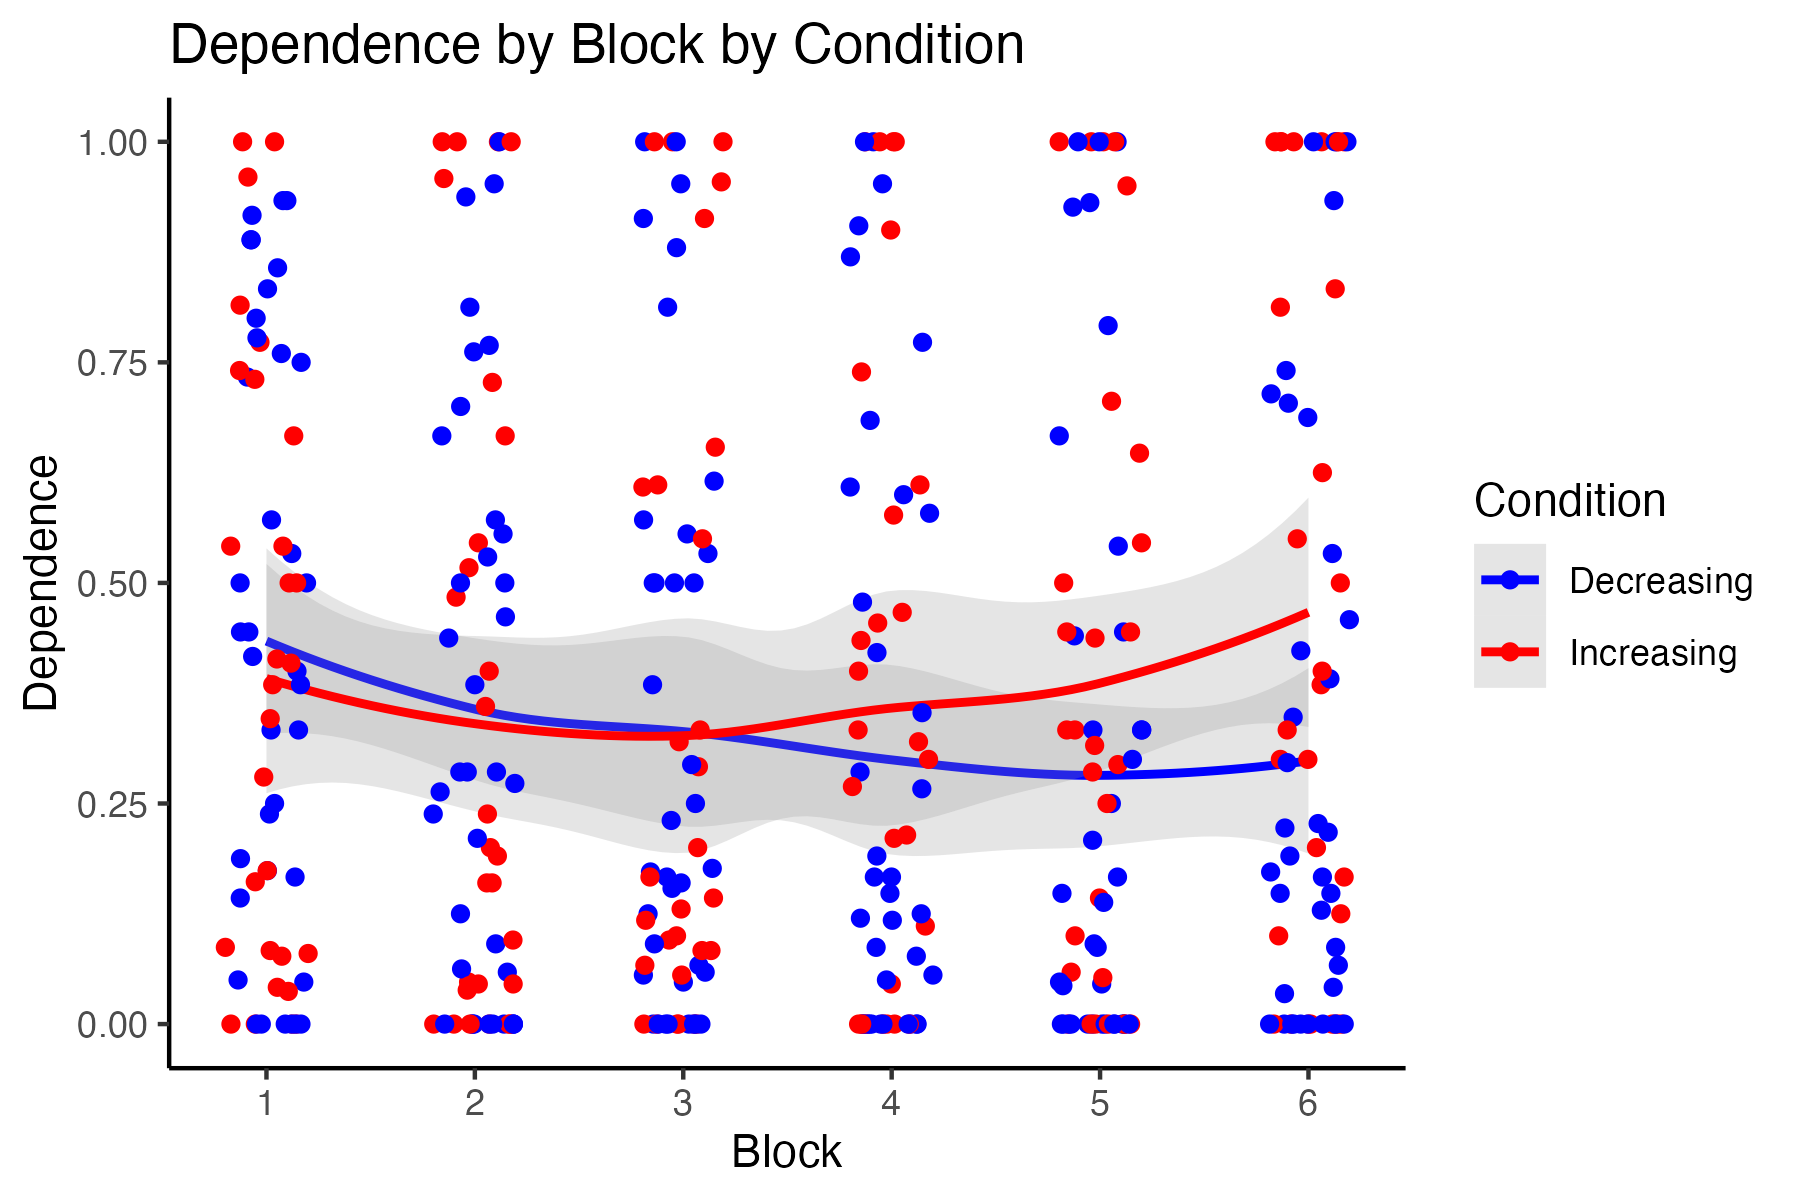 Dependence by Block by Condition
1.00
0.75
0.50
0.25
0.00
Dependence
1 2 3 4 5 6
Block
Condition
Decreasing
Increasing